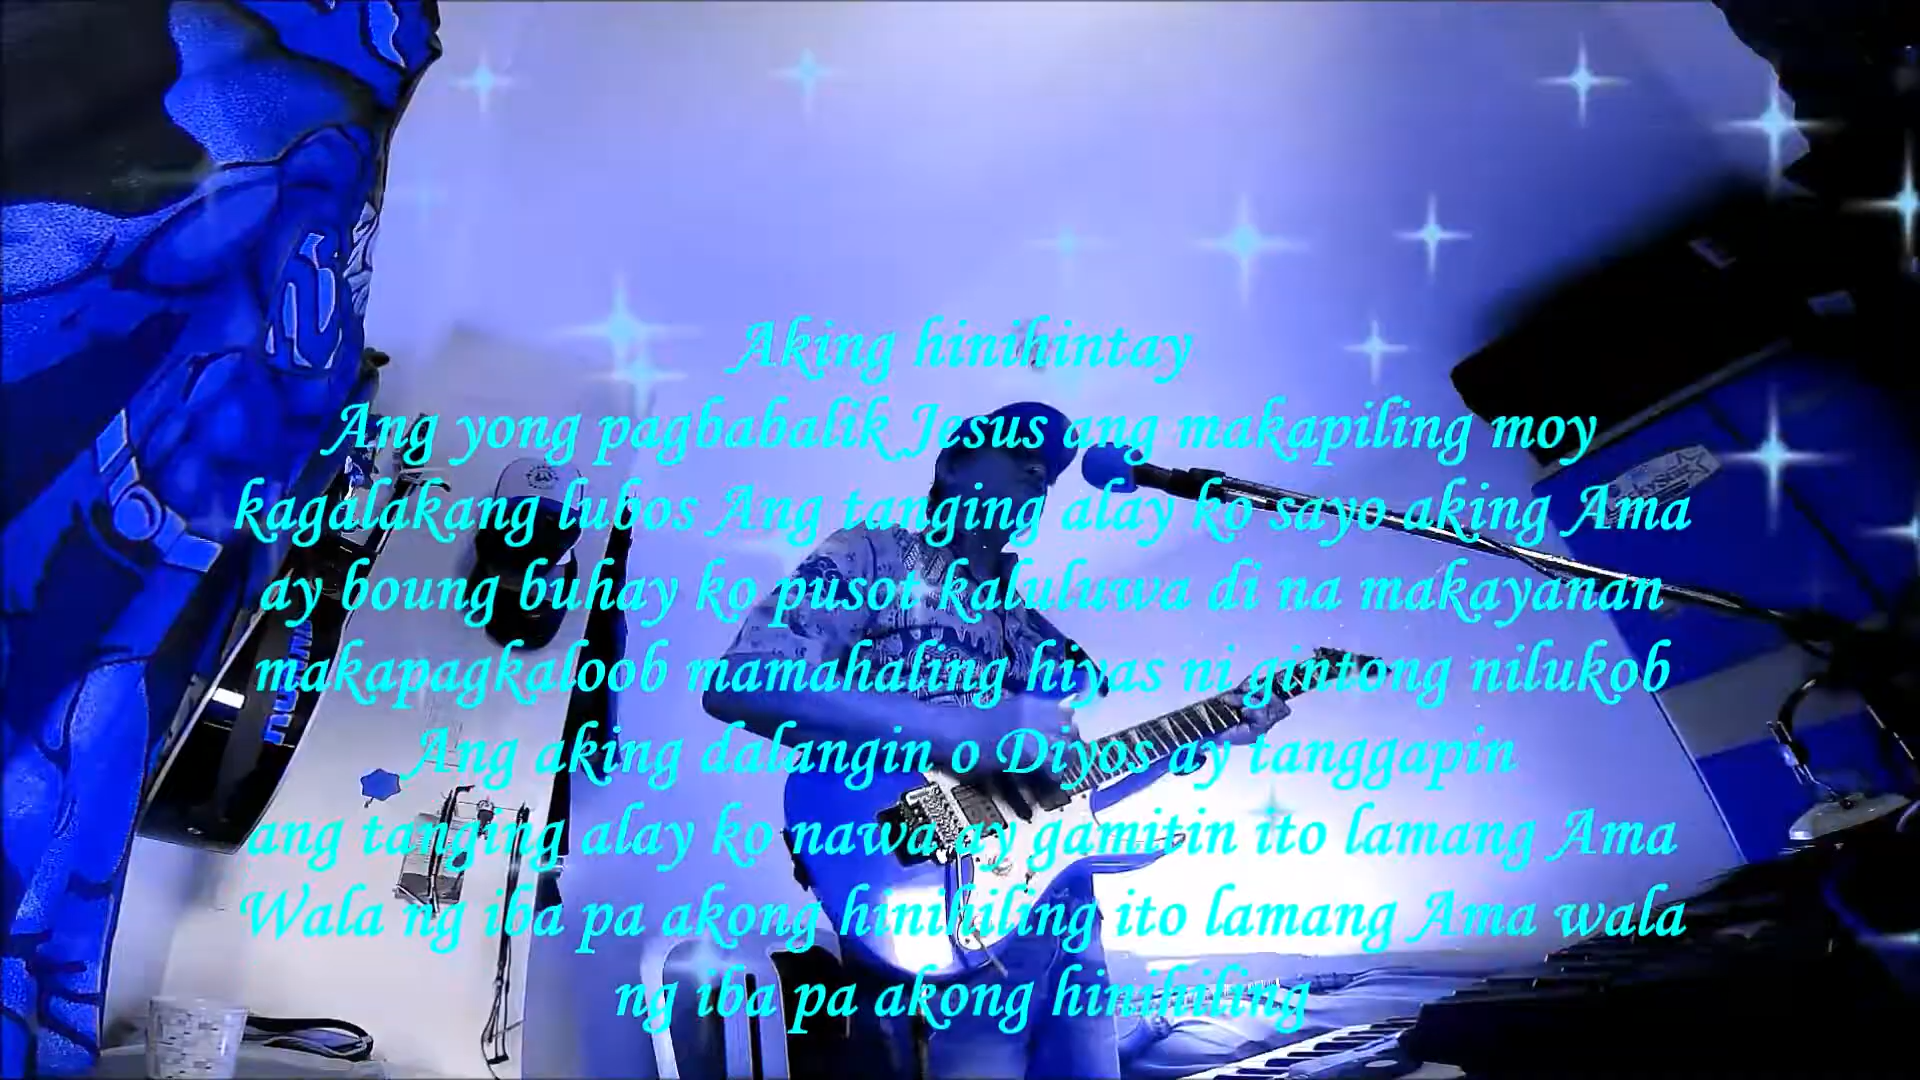 Aking hinihintay
Ang yong pagbabalik Jesus ang makapiling moy
kagalakang lubos Ang tanging alay ko sayo aking Ama
ay boung buhay ko pusot kaluluwa di na makayanan
makapagkaloob mamahaling hiyas ni gintong nilukob
Ang aking dalangin o Diyos ay tanggapin
ang tanging alay ko nawa ay gamitin ito lamang Ama
Wala ng iba pa akong hinihiling ito lamang Ama wala
ng iba pa akong hinihiling